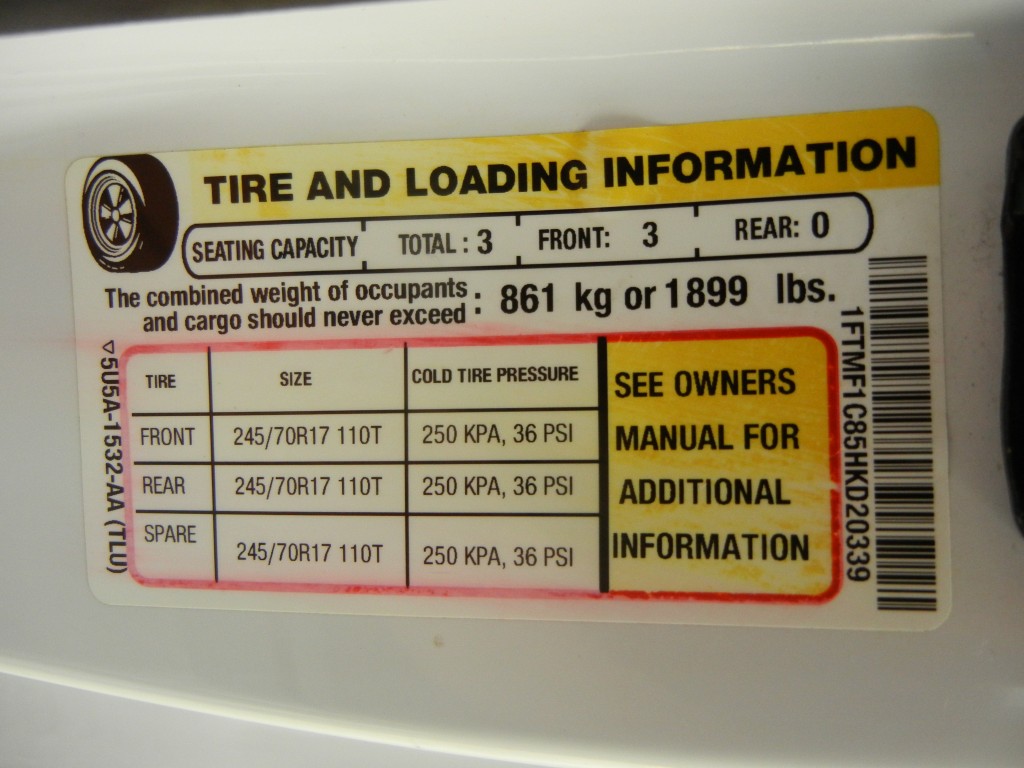 TIRE AND LOADING INFORMATION
SEATING CAPACITY TOTAL : 3 FRONT: 3 REAR: 0
The combined weight of occupants
and cargo should never exceed : 861 kg or 1899 lbs.
TIRE SIZE COLD TIRE PRESSURE
FRONT 245/70R17 110T 250 KPA, 36 PSI
REAR 245/70R17 110T 250 KPA, 36 PSI
SPARE 245/70R17 110T 250 KPA, 36 PSI
SEE OWNERS
MANUAL FOR
ADDITIONAL
INFORMATION
▽5U5A-1532-AA (TLU)
1FTMF1C85HKD20339